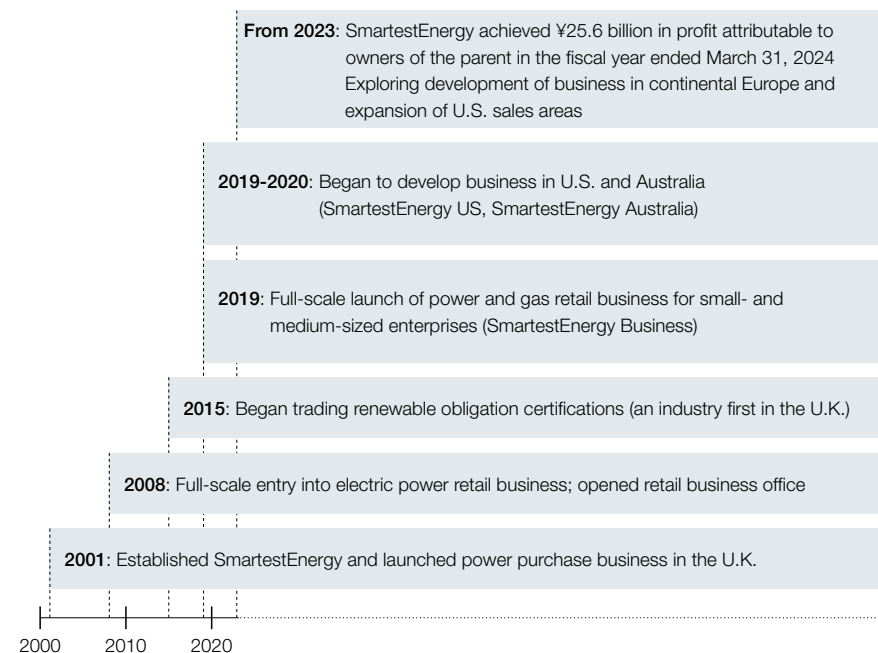 From 2023: SmartestEnergy achieved ¥25.6 billion in profit attributable to
owners of the parent in the fiscal year ended March 31, 2024
Exploring development of business in continental Europe and
expansion of U.S. sales areas
2019-2020: Began to develop business in U.S. and Australia
(SmartestEnergy US, SmartestEnergy Australia)
2019: Full-scale launch of power and gas retail business for small- and
medium-sized enterprises (SmartestEnergy Business)
2015: Began trading renewable obligation certifications (an industry first in the U.K.)
2008: Full-scale entry into electric power retail business; opened retail business office
2001: Established SmartestEnergy and launched power purchase business in the U.K.
2000 2010 2020